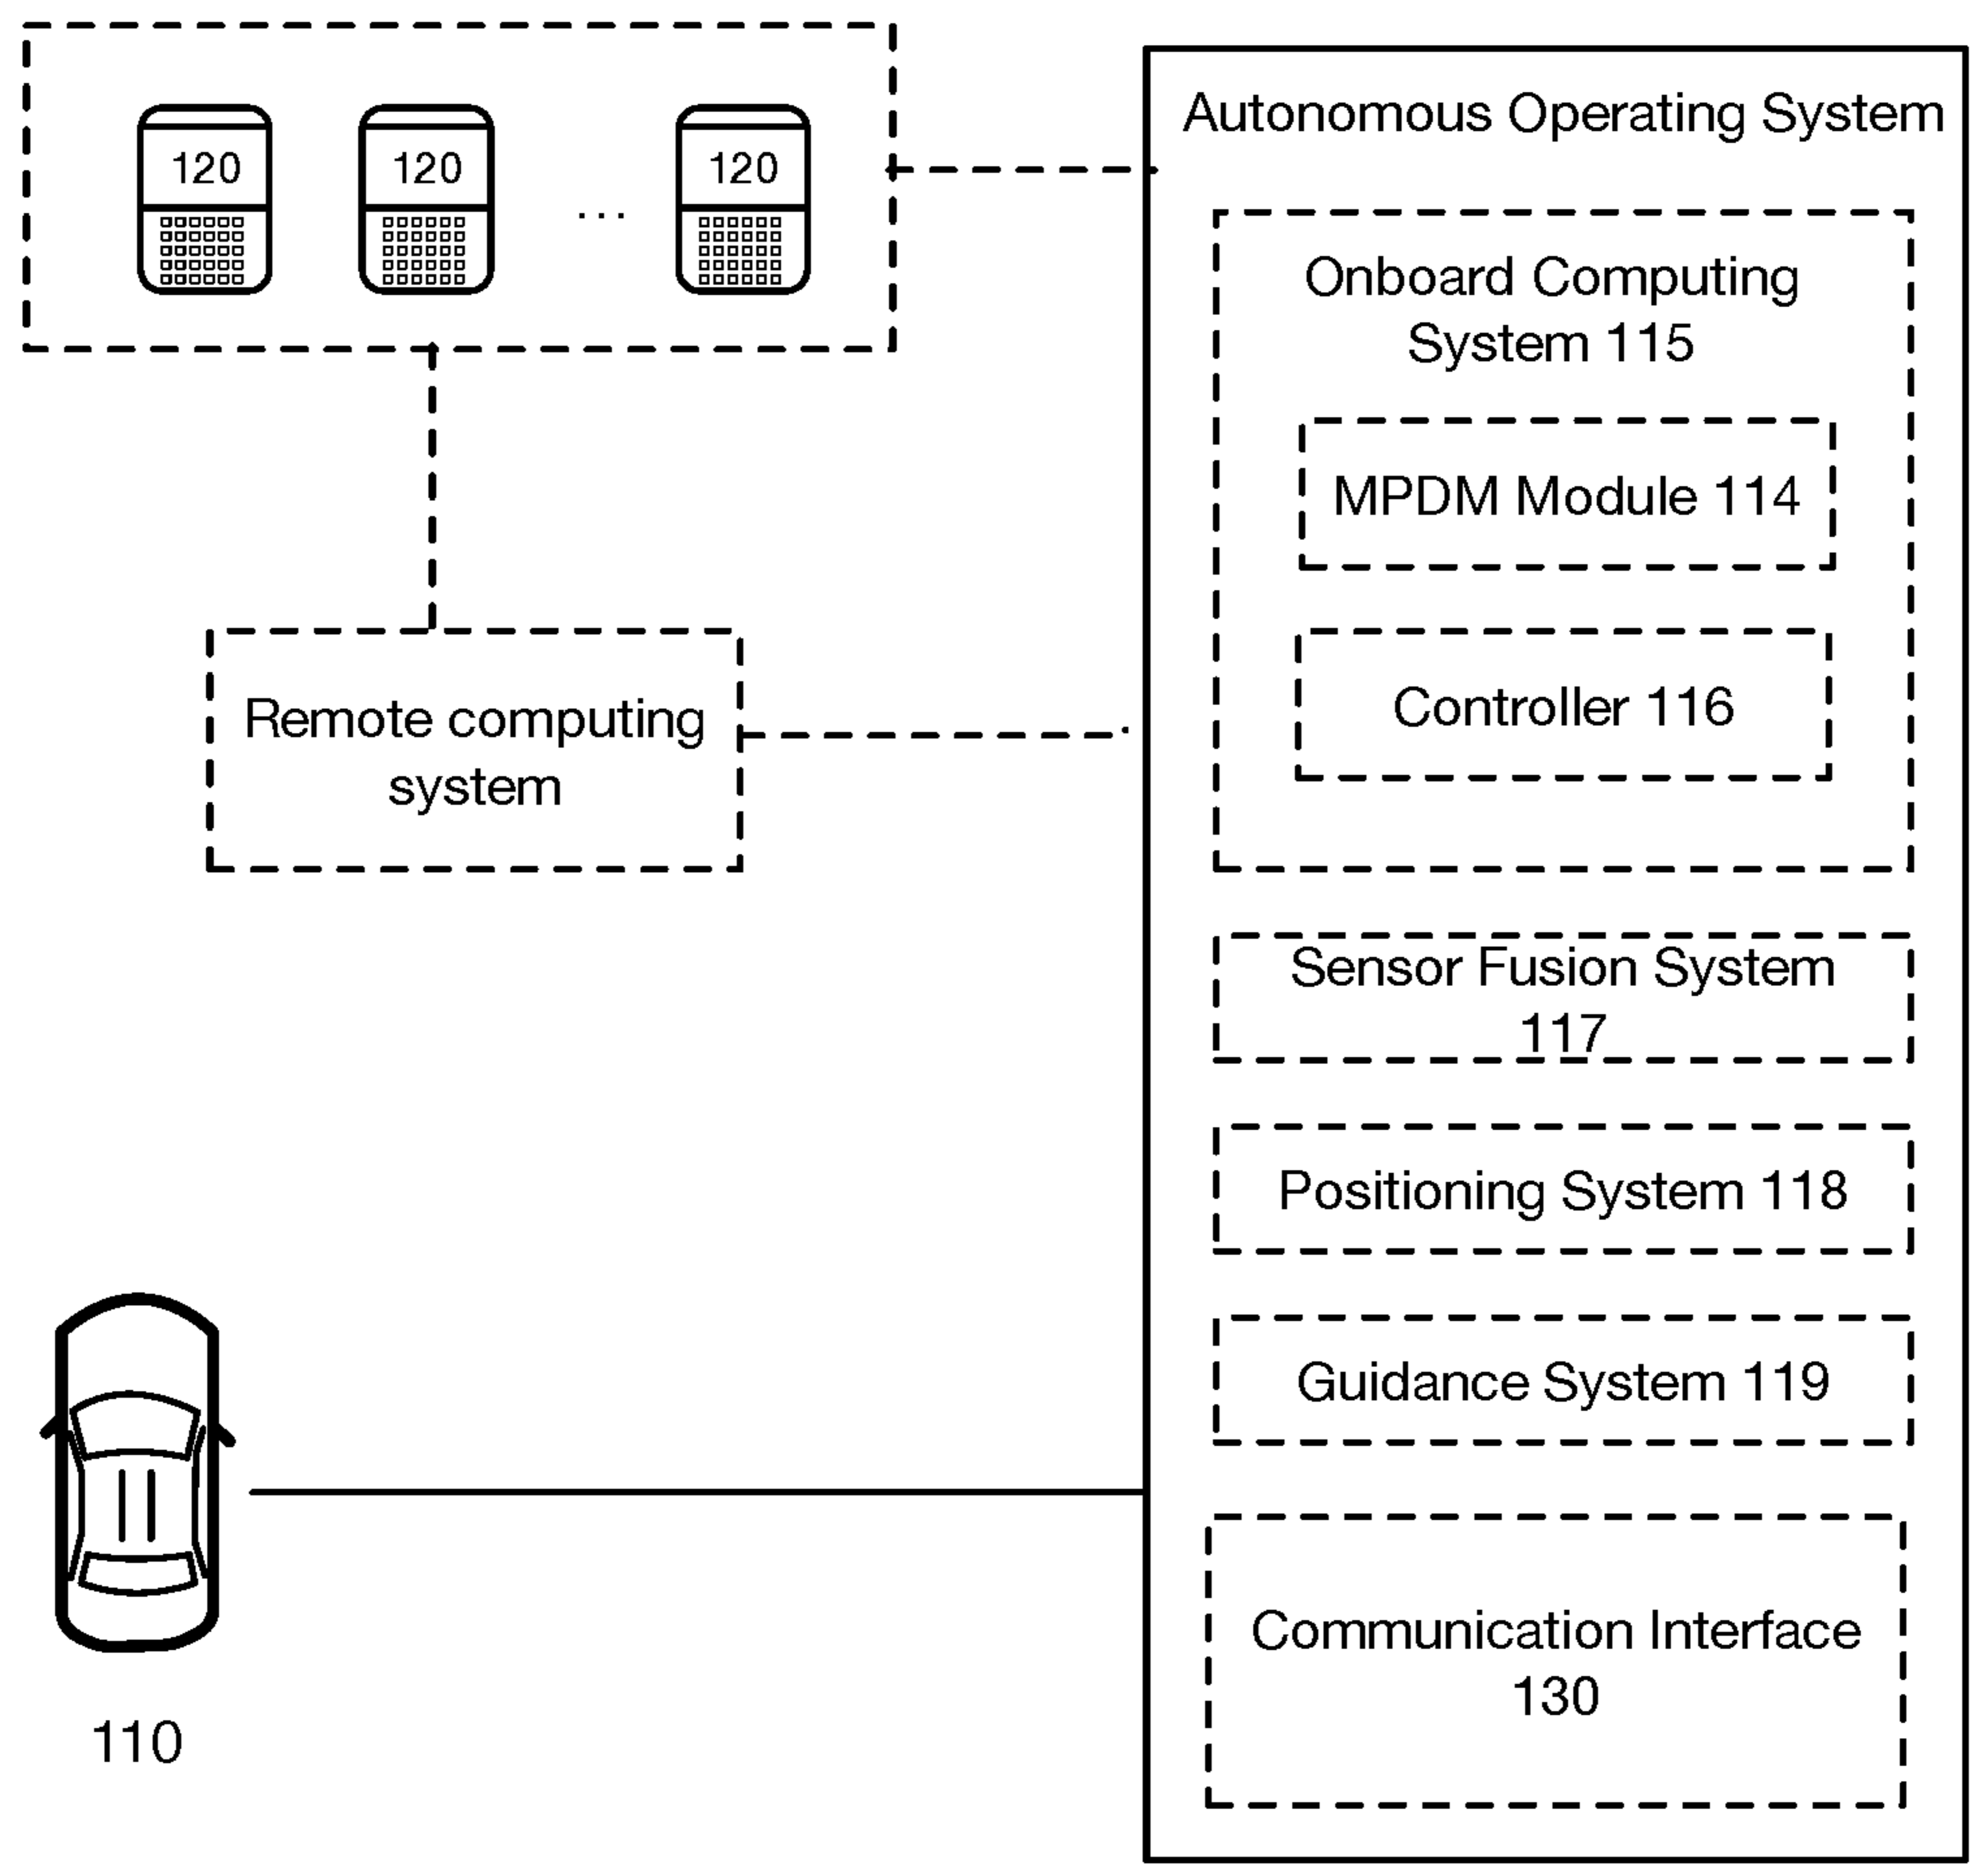 120
120
...
120
Autonomous Operating System
Onboard Computing
System 115
MPDM Module 114
Controller 116
Remote computing
system
Sensor Fusion System
117
Positioning System 118
Guidance System 119
Communication Interface
130
110